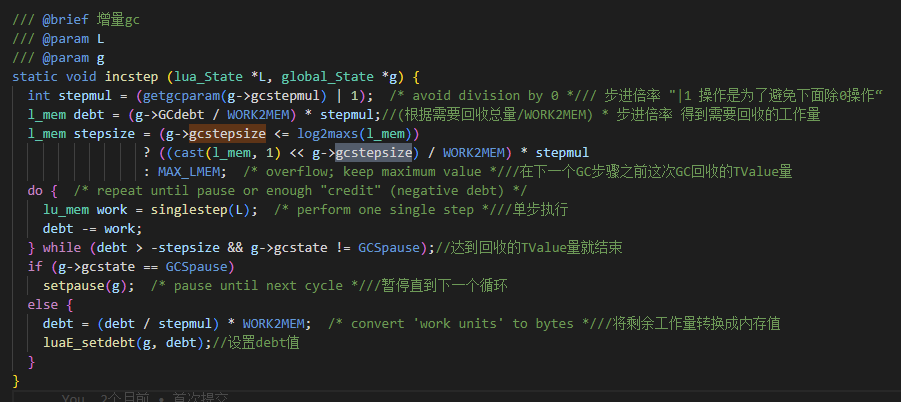 /// @brief 增量gc
/// @param L
/// @param g
static void incstep (lua_State *L, global_State *g) {
  int stepmul = (getgcparam(g->gcstepmul) | 1);  /* avoid division by 0 *//// 步进倍率 "|1 操作是为了避免下面除0操作“
  l_mem debt = (g->GCdebt / WORK2MEM) * stepmul;//(根据需要回收总量/WORK2MEM) * 步进倍率 得到需要回收的工作量
  l_mem stepsize = (g->gcstepsize <= log2maxs(l_mem))
                 ? ((cast(l_mem, 1) << g->gcstepsize) / WORK2MEM) * stepmul
                 : MAX_LMEM;  /* overflow; keep maximum value *///在下一个GC步骤之前这次GC回收的TValue量
  do {  /* repeat until pause or enough "credit" (negative debt) */
    lu_mem work = singlestep(L);  /* perform one single step *///单步执行
    debt -= work;
  } while (debt > -stepsize && g->gcstate != GCSpause);//达到回收的TValue量就结束
  if (g->gcstate == GCSpause)
    setpause(g);  /* pause until next cycle *///暂停直到下一个循环
  else {
    debt = (debt / stepmul) * WORK2MEM;  /* convert 'work units' to bytes *///将剩余工作量转换成内存值
    luaE_setdebt(g, debt);//设置debt值
  }
}
You, 2个月前 • 首次提交